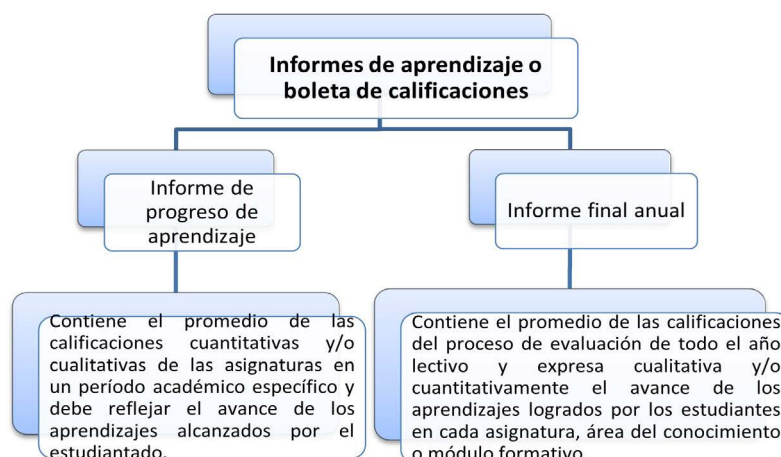 Informes de aprendizaje o
boleta de calificaciones
Informe de
progreso de
aprendizaje
Informe final anual
Contiene el promedio de las
calificaciones cuantitativas y/o
cualitativas de las asignaturas en
un período académico específico y
debe reflejar el avance de los
aprendizajes alcanzados por el
estudiantado.
Contiene el promedio de las calificaciones
del proceso de evaluación de todo el año
lectivo y expresa cualitativa y/o
cuantitativamente el avance de los
aprendizajes logrados por los estudiantes
en cada asignatura, área del conocimiento
o módulo formativo.